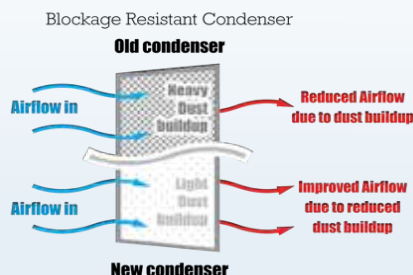 Blockage Resistant Condenser
Old condenser
Heavy
Dust
buildup
Airflow in
Reduced Airflow
due to dust buildup
Light
Dust
buildup
Airflow in
Improved Airflow
due to reduced
dust buildup
New condenser